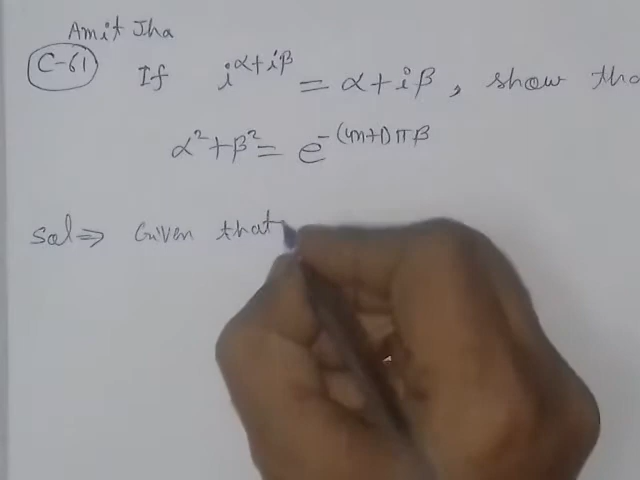 Amit Jha
C-61 If i^α+iβ = α+iβ, show tha
α²+β² = e^-(4n+1)πβ
Sol⇒ Given that